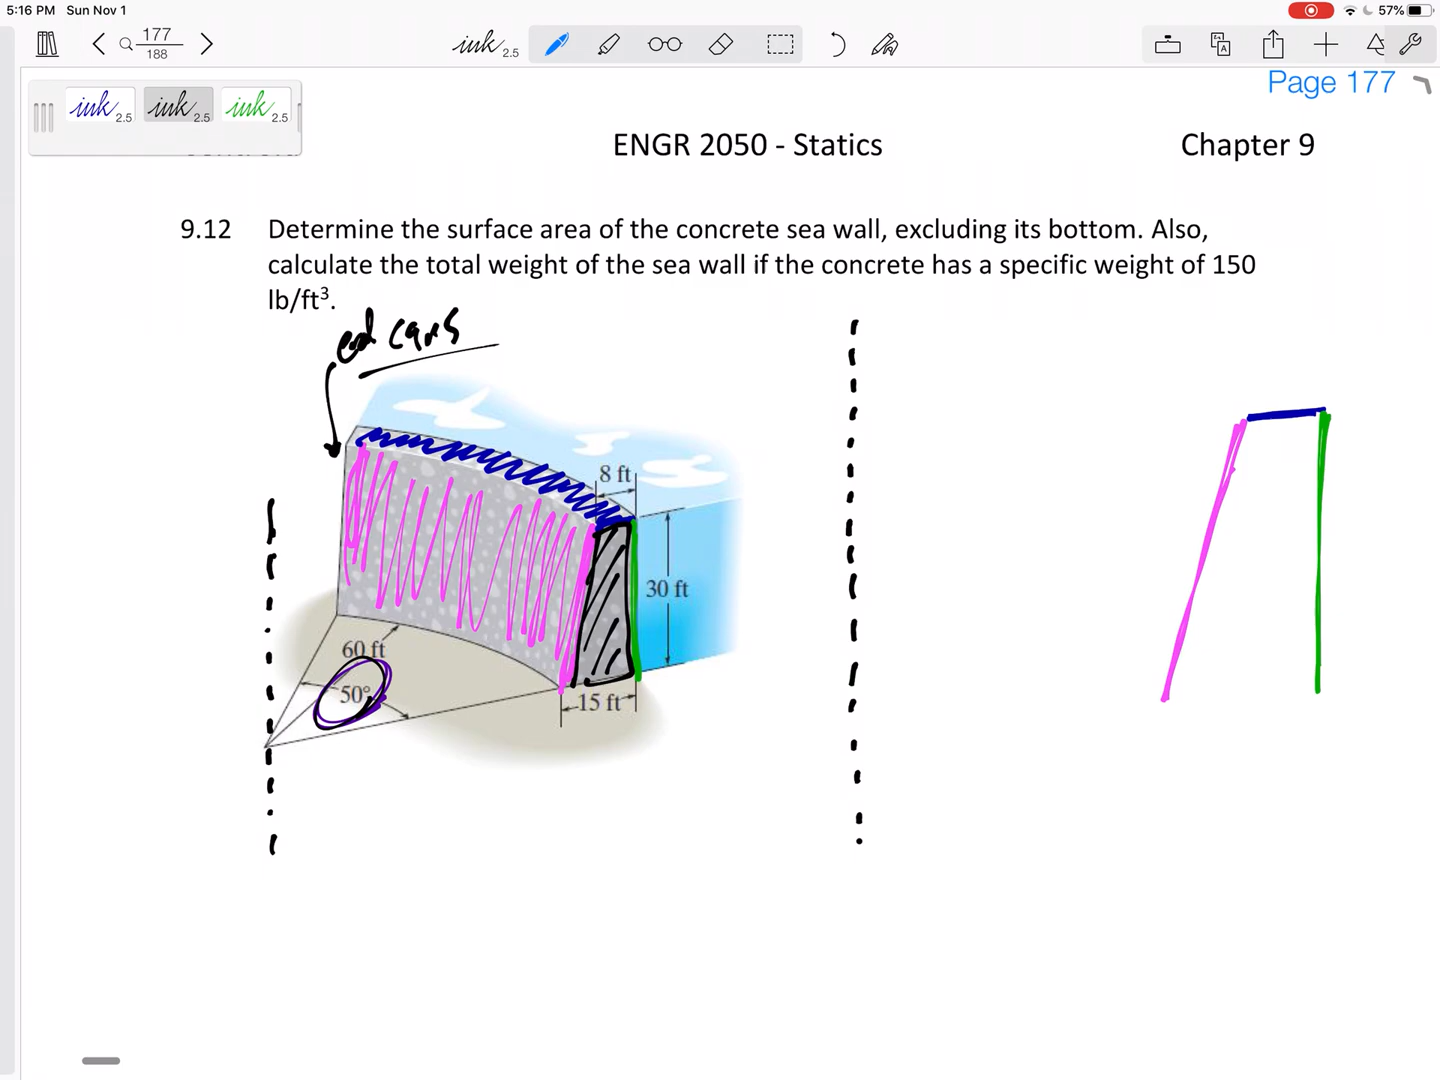 5:16 PM Sun Nov 1
57%
177
188
ink 2.5
Page 177
ink 2.5 ink 2.5 ink 2.5
ENGR 2050 - Statics
Chapter 9
9.12 Determine the surface area of the concrete sea wall, excluding its bottom. Also,
calculate the total weight of the sea wall if the concrete has a specific weight of 150
lb/ft³.
end caps
8 ft
30 ft
60 ft
50°
15 ft